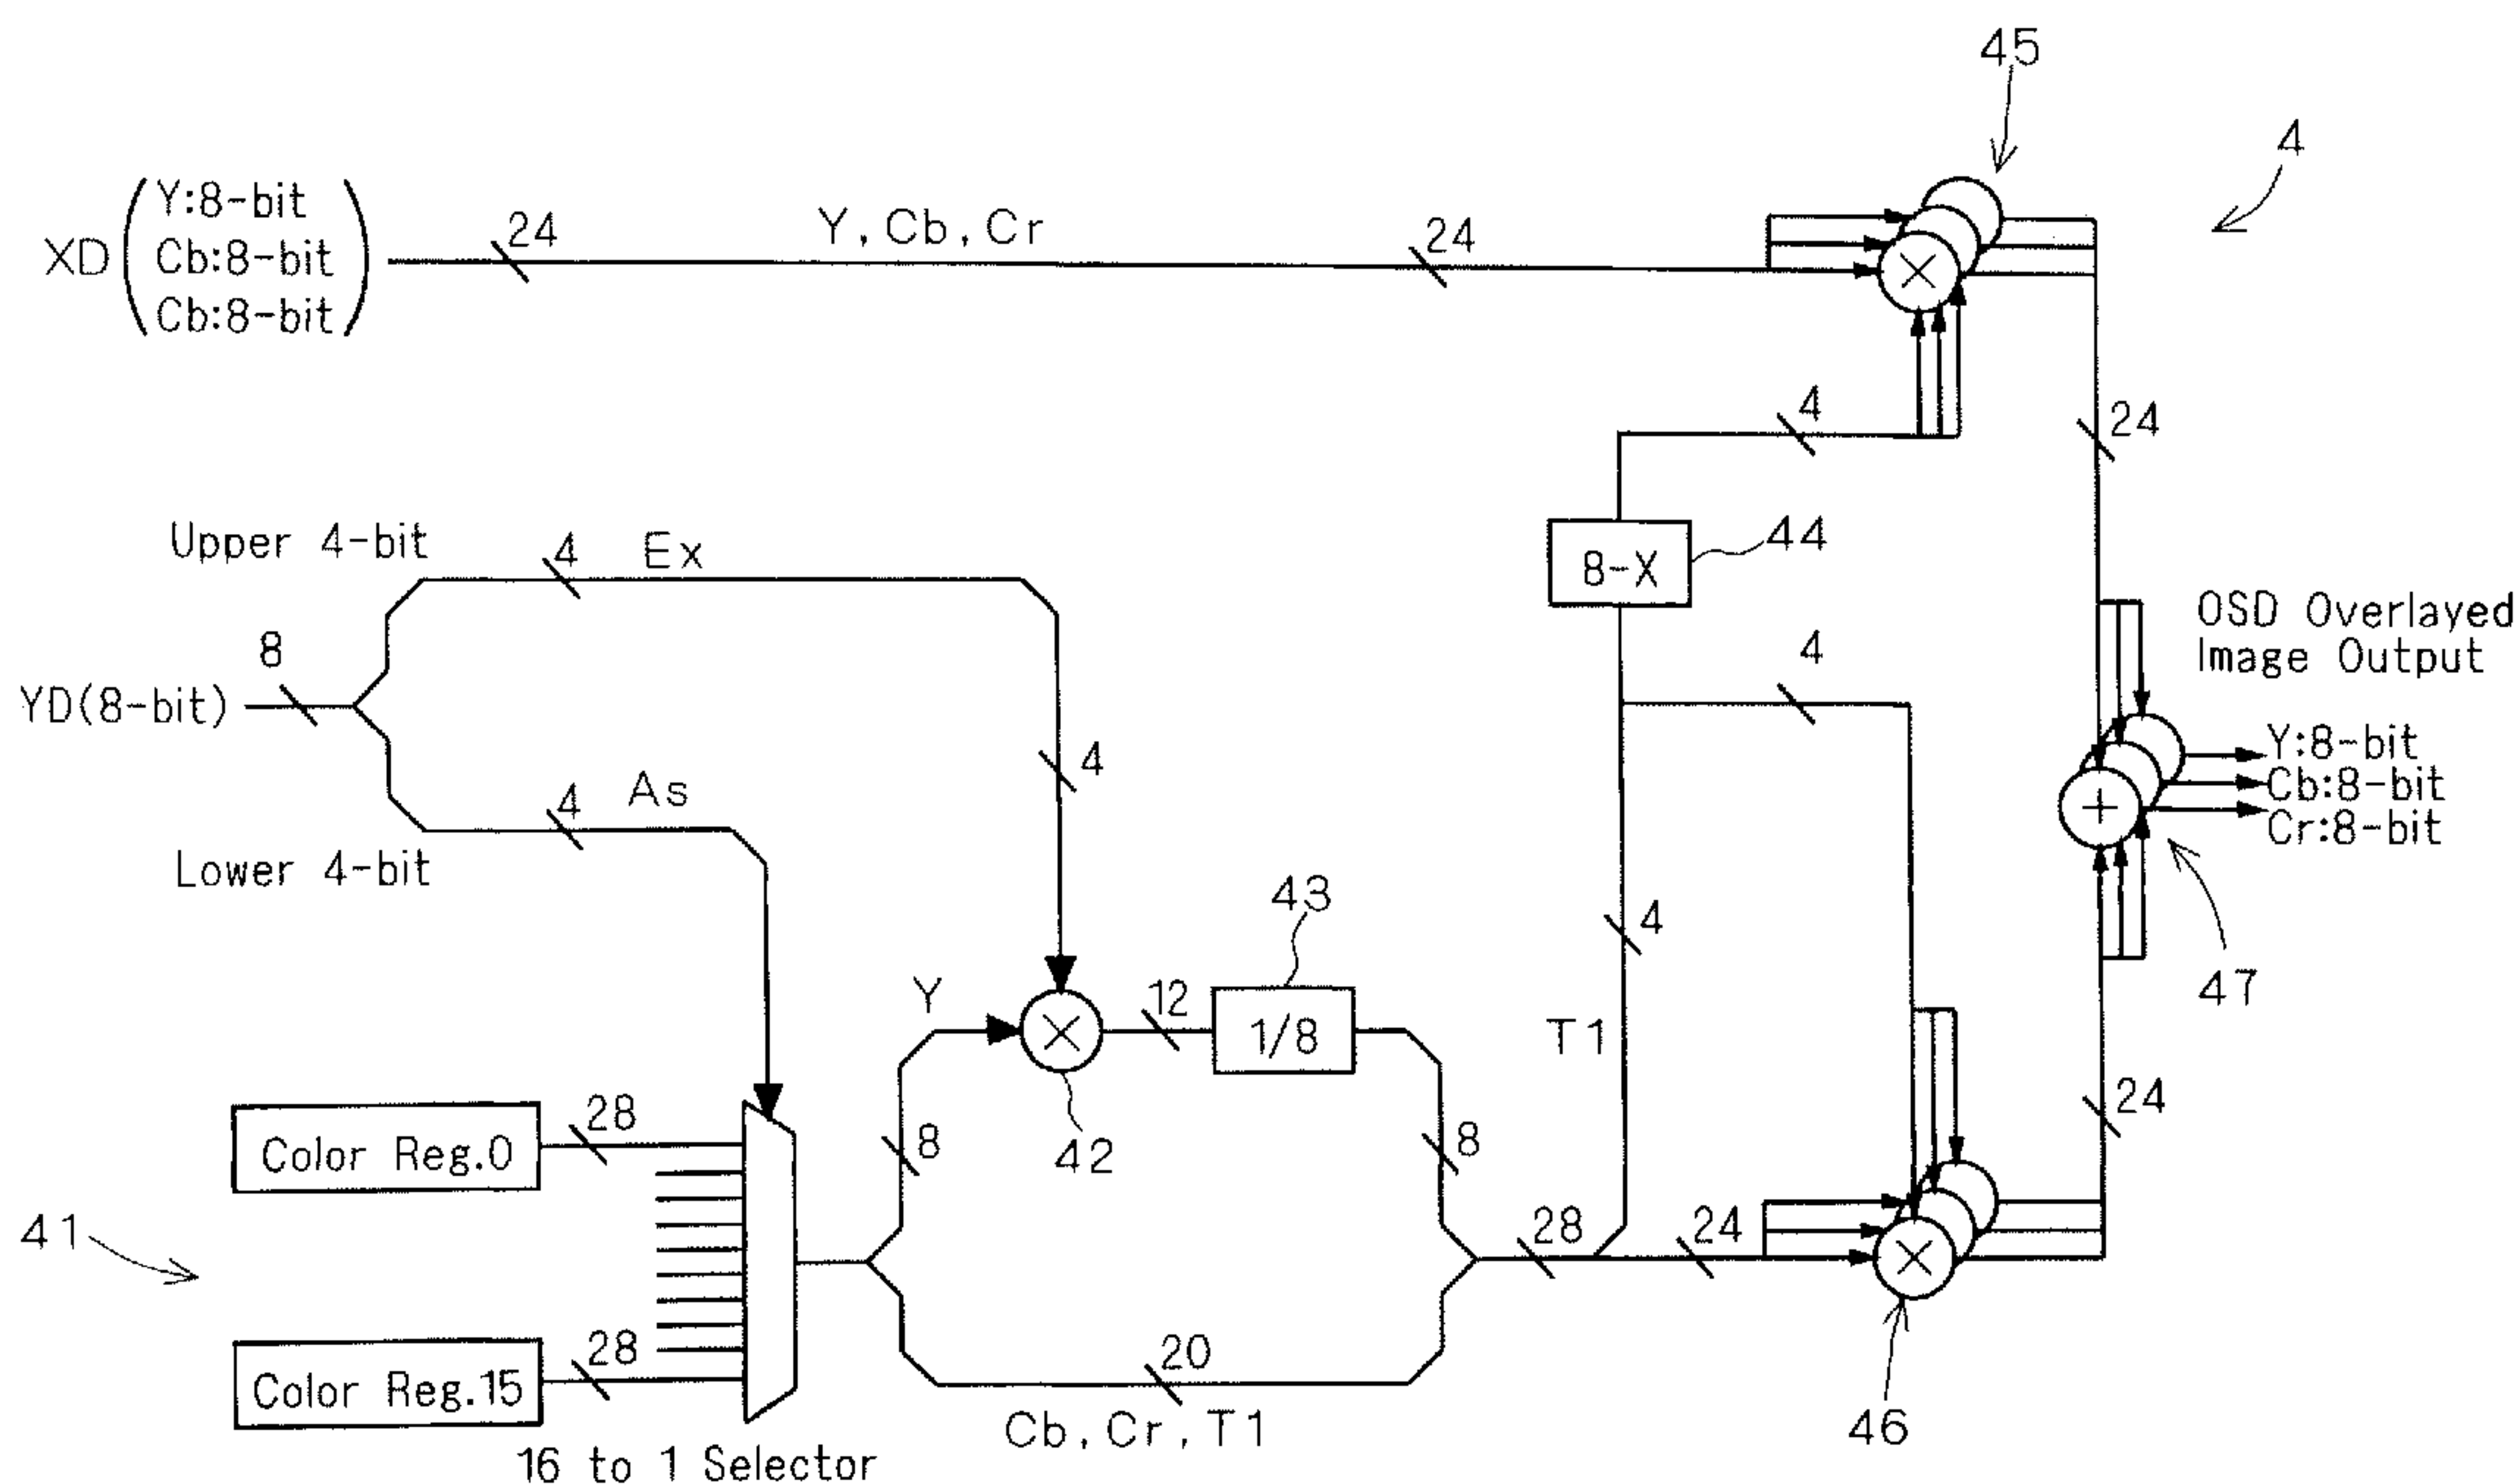 45
4
XD
Y:8-bit
Cb:8-bit
Cb:8-bit
24
Y, Cb, Cr
24
4
24
Upper 4-bit
4
Ex
8-X
44
OSD Overlayed
Image Output
8
YD(8-bit)
4
4
Y:8-bit
Cb:8-bit
Cr:8-bit
4
As
Lower 4-bit
43
4
47
Y
12
1/8
T1
42
8
8
24
Color Reg.0
28
41
28
24
Color Reg.15
28
20
Cb, Cr, T1
46
16 to 1 Selector